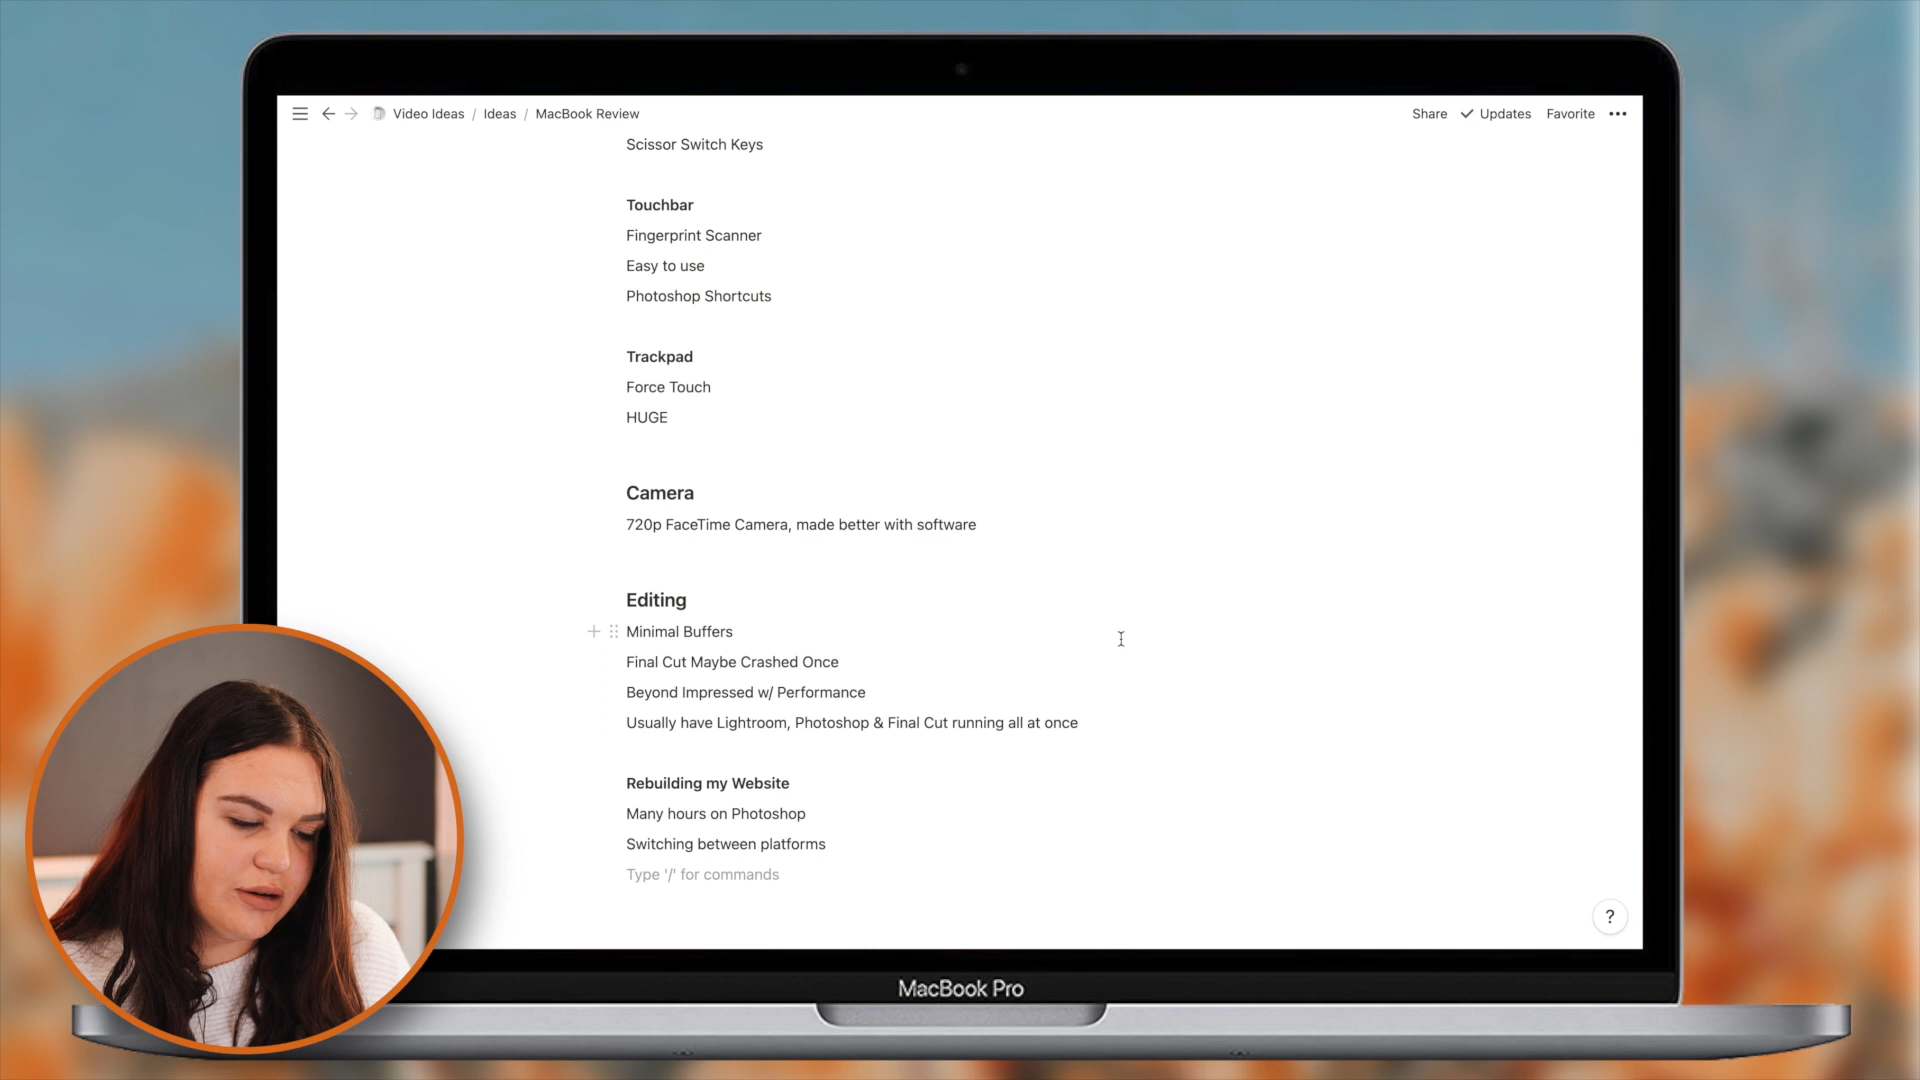 Video Ideas / Ideas / MacBook Review
Share Updates Favorite
Scissor Switch Keys
Touchbar
Fingerprint Scanner
Easy to use
Photoshop Shortcuts
Trackpad
Force Touch
HUGE
Camera
720p FaceTime Camera, made better with software
Editing
Minimal Buffers
Final Cut Maybe Crashed Once
Beyond Impressed w/ Performance
Usually have Lightroom, Photoshop & Final Cut running all at once
Rebuilding my Website
Many hours on Photoshop
Switching between platforms
Type '/' for commands
?
MacBook Pro